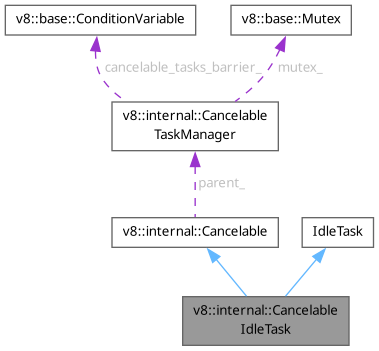 v8::base::ConditionVariable
v8::base::Mutex
cancelable_tasks_barrier_
mutex_
v8::internal::Cancelable
TaskManager
parent_
v8::internal::Cancelable
IdleTask
v8::internal::Cancelable
IdleTask